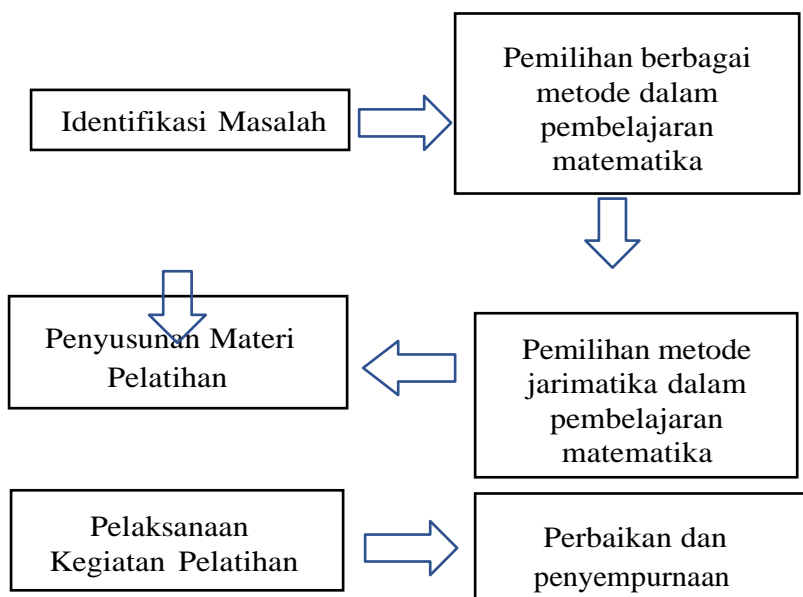 Identifikasi Masalah
Pemilihan berbagai
metode dalam
pembelajaran
matematika
Pemilihan metode
jarimatika dalam
pembelajaran
matematika
Penyusunan Materi
Pelatihan
Pelaksanaan
Kegiatan Pelatihan
Perbaikan dan
penyempurnaan